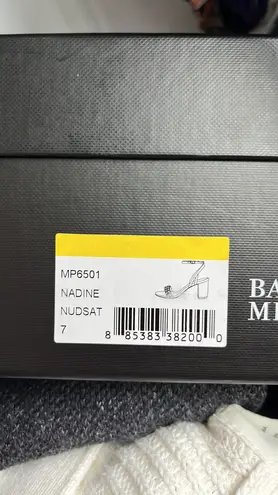 MP6501
NADINE
NUDSAT
7
8 85383 38200 0
BA